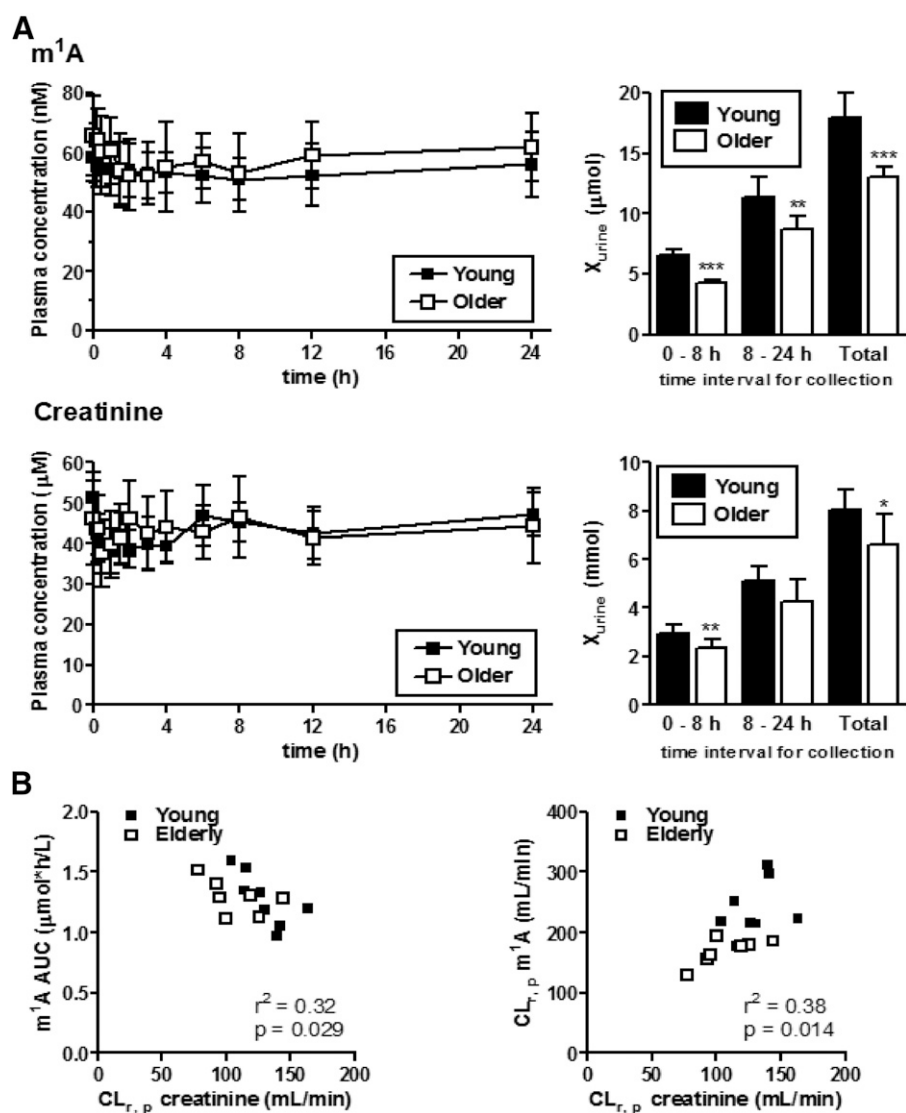 A
m¹A
Plasma concentration (nM)
80
60
40
20
0
0 4 8 12 16 20 24
time (h)
Young
Older
X urine (μmol)
20
15
10
5
0
Young
Older
***
**
***
0 - 8 h 8 - 24 h Total
time interval for collection
Creatinine
Plasma concentration (μM)
60
50
40
30
20
10
0
0 4 8 12 16 20 24
time (h)
Young
Older
X urine (mmol)
10
8
6
4
2
0
Young
Older
**
*
0 - 8 h 8 - 24 h Total
time interval for collection
B
m¹A AUC (μmol*h/L)
2.0
1.5
1.0
0.5
0.0
Young
Elderly
r² = 0.32
p = 0.029
0 50 100 150 200
CLr, p creatinine (mL/min)
CLr, p m¹A (mL/min)
400
300
200
100
0
Young
Elderly
r² = 0.38
p = 0.014
0 50 100 150 200
CLr, p creatinine (mL/min)